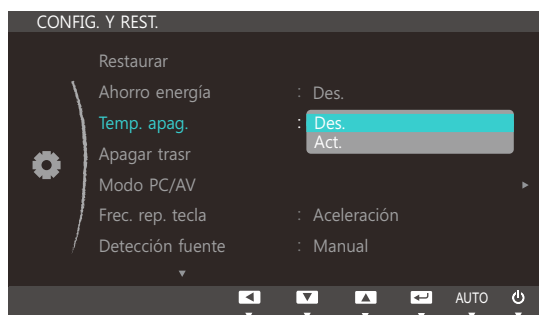 CONFIG. Y REST.
Restaurar
Ahorro energía : Des.
Temp. apag. : Des.
Act.
Apagar trasr
Modo PC/AV
Frec. rep. tecla : Aceleración
Detección fuente : Manual
AUTO